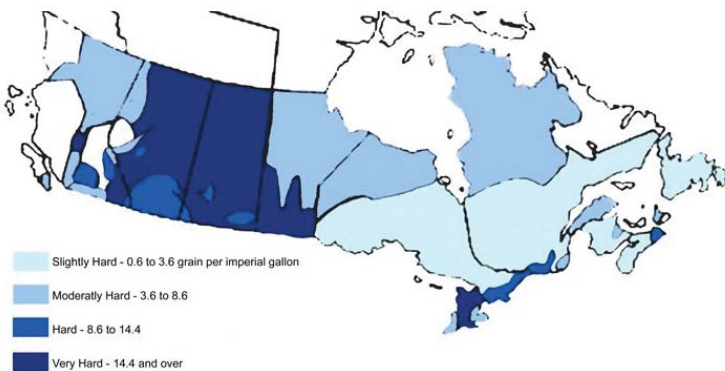 Slightly Hard - 0.6 to 3.6 grain per imperial gallon
Moderatly Hard - 3.6 to 8.6
Hard - 8.6 to 14.4
Very Hard - 14.4 and over